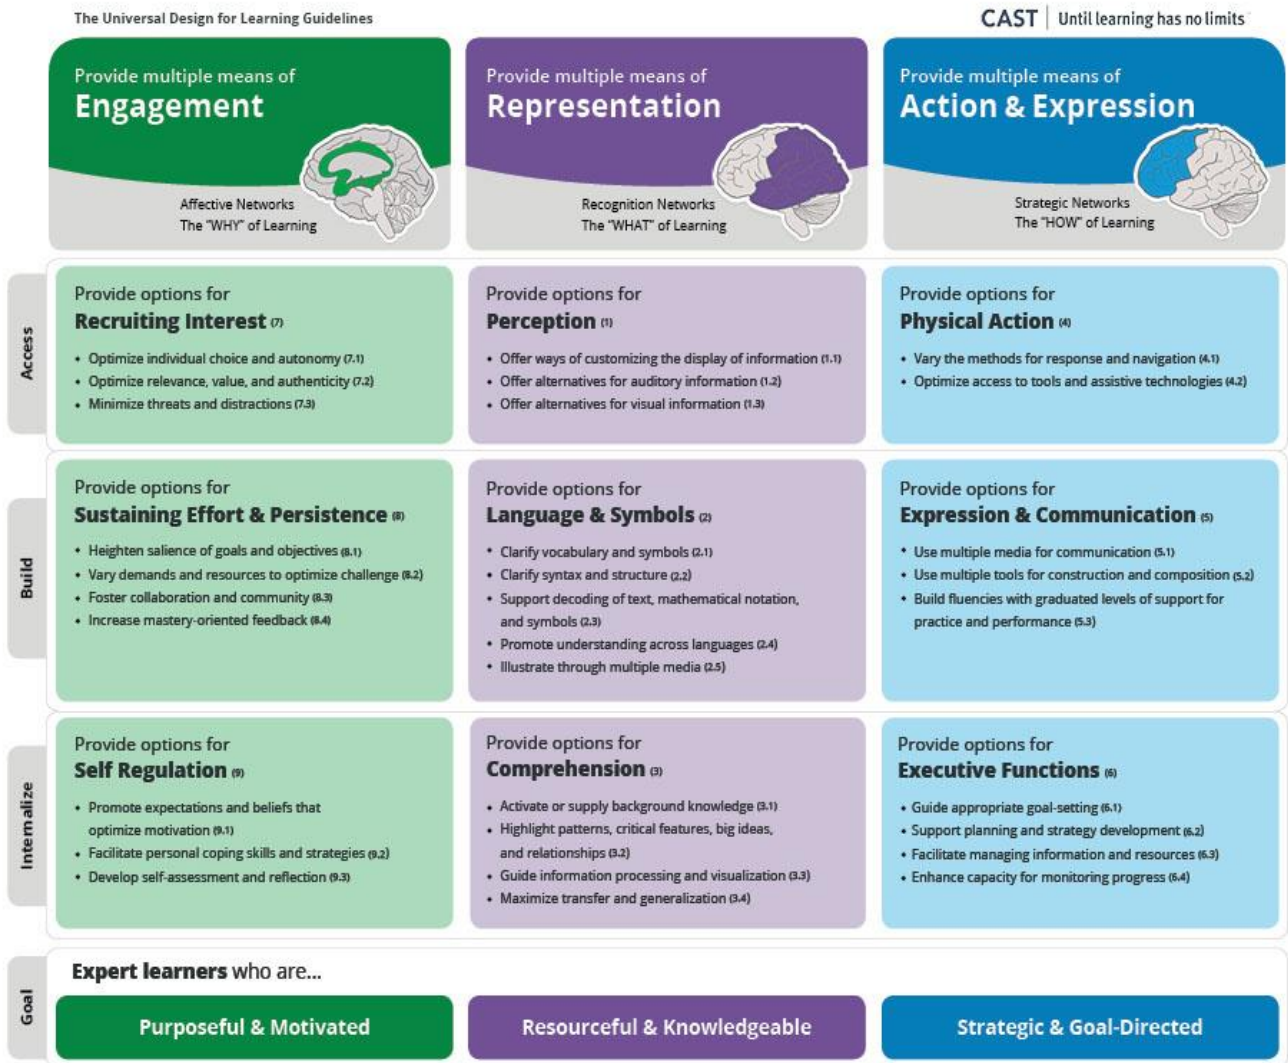 The Universal Design for Learning Guidelines
CAST | Until learning has no limits
Provide multiple means of
Engagement
Affective Networks
The "WHY" of Learning
Provide multiple means of
Representation
Recognition Networks
The "WHAT" of Learning
Provide multiple means of
Action & Expression
Strategic Networks
The "HOW" of Learning
Access
Provide options for
Recruiting Interest (7)
• Optimize individual choice and autonomy (7.1)
• Optimize relevance, value, and authenticity (7.2)
• Minimize threats and distractions (7.3)
Provide options for
Perception (1)
• Offer ways of customizing the display of information (1.1)
• Offer alternatives for auditory information (1.2)
• Offer alternatives for visual information (1.3)
Provide options for
Physical Action (4)
• Vary the methods for response and navigation (4.1)
• Optimize access to tools and assistive technologies (4.2)
Build
Provide options for
Sustaining Effort & Persistence (8)
• Heighten salience of goals and objectives (8.1)
• Vary demands and resources to optimize challenge (8.2)
• Foster collaboration and community (8.3)
• Increase mastery-oriented feedback (8.4)
Provide options for
Language & Symbols (2)
• Clarify vocabulary and symbols (2.1)
• Clarify syntax and structure (2.2)
• Support decoding of text, mathematical notation,
and symbols (2.3)
• Promote understanding across languages (2.4)
• Illustrate through multiple media (2.5)
Provide options for
Expression & Communication (5)
• Use multiple media for communication (5.1)
• Use multiple tools for construction and composition (5.2)
• Build fluencies with graduated levels of support for
practice and performance (5.3)
Internalize
Provide options for
Self Regulation (9)
• Promote expectations and beliefs that
optimize motivation (9.1)
• Facilitate personal coping skills and strategies (9.2)
• Develop self-assessment and reflection (9.3)
Provide options for
Comprehension (3)
• Activate or supply background knowledge (3.1)
• Highlight patterns, critical features, big ideas,
and relationships (3.2)
• Guide information processing and visualization (3.3)
• Maximize transfer and generalization (3.4)
Provide options for
Executive Functions (6)
• Guide appropriate goal-setting (6.1)
• Support planning and strategy development (6.2)
• Facilitate managing information and resources (6.3)
• Enhance capacity for monitoring progress (6.4)
Goal
Expert learners who are...
Purposeful & Motivated
Resourceful & Knowledgeable
Strategic & Goal-Directed